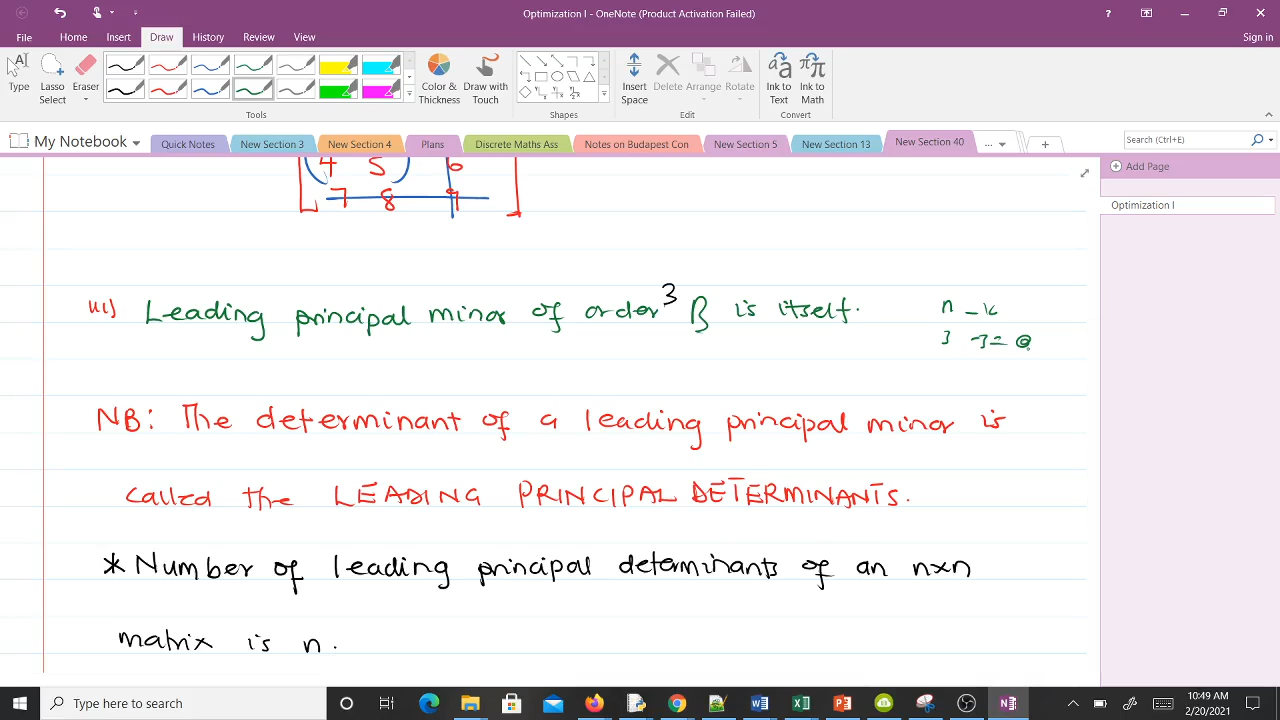 Optimization I - OneNote (Product Activation Failed)
File Home Insert Draw History Review View
Sign in
Type
Lasso Select
Eraser
Color & Thickness
Draw with Touch
Insert Space
Delete
Arrange
Rotate
Ink to Text
Ink to Math
Tools
Shapes
Edit
Convert
My Notebook
Quick Notes
New Section 3
New Section 4
Plans
Discrete Maths Ass
Notes on Budapest Con
New Section 5
New Section 13
New Section 40
...
Search (Ctrl+E)
Add Page
Optimization I
4 5 6
7 8 9
iii) Leading principal minor of order 3 B is itself.
n - k
3 - 3 = 0
NB: The determinant of a leading principal minor is
called the LEADING PRINCIPAL DETERMINANTS.
* Number of leading principal determinants of an n×n
matrix is n.
Type here to search
10:49 AM
2/20/2021